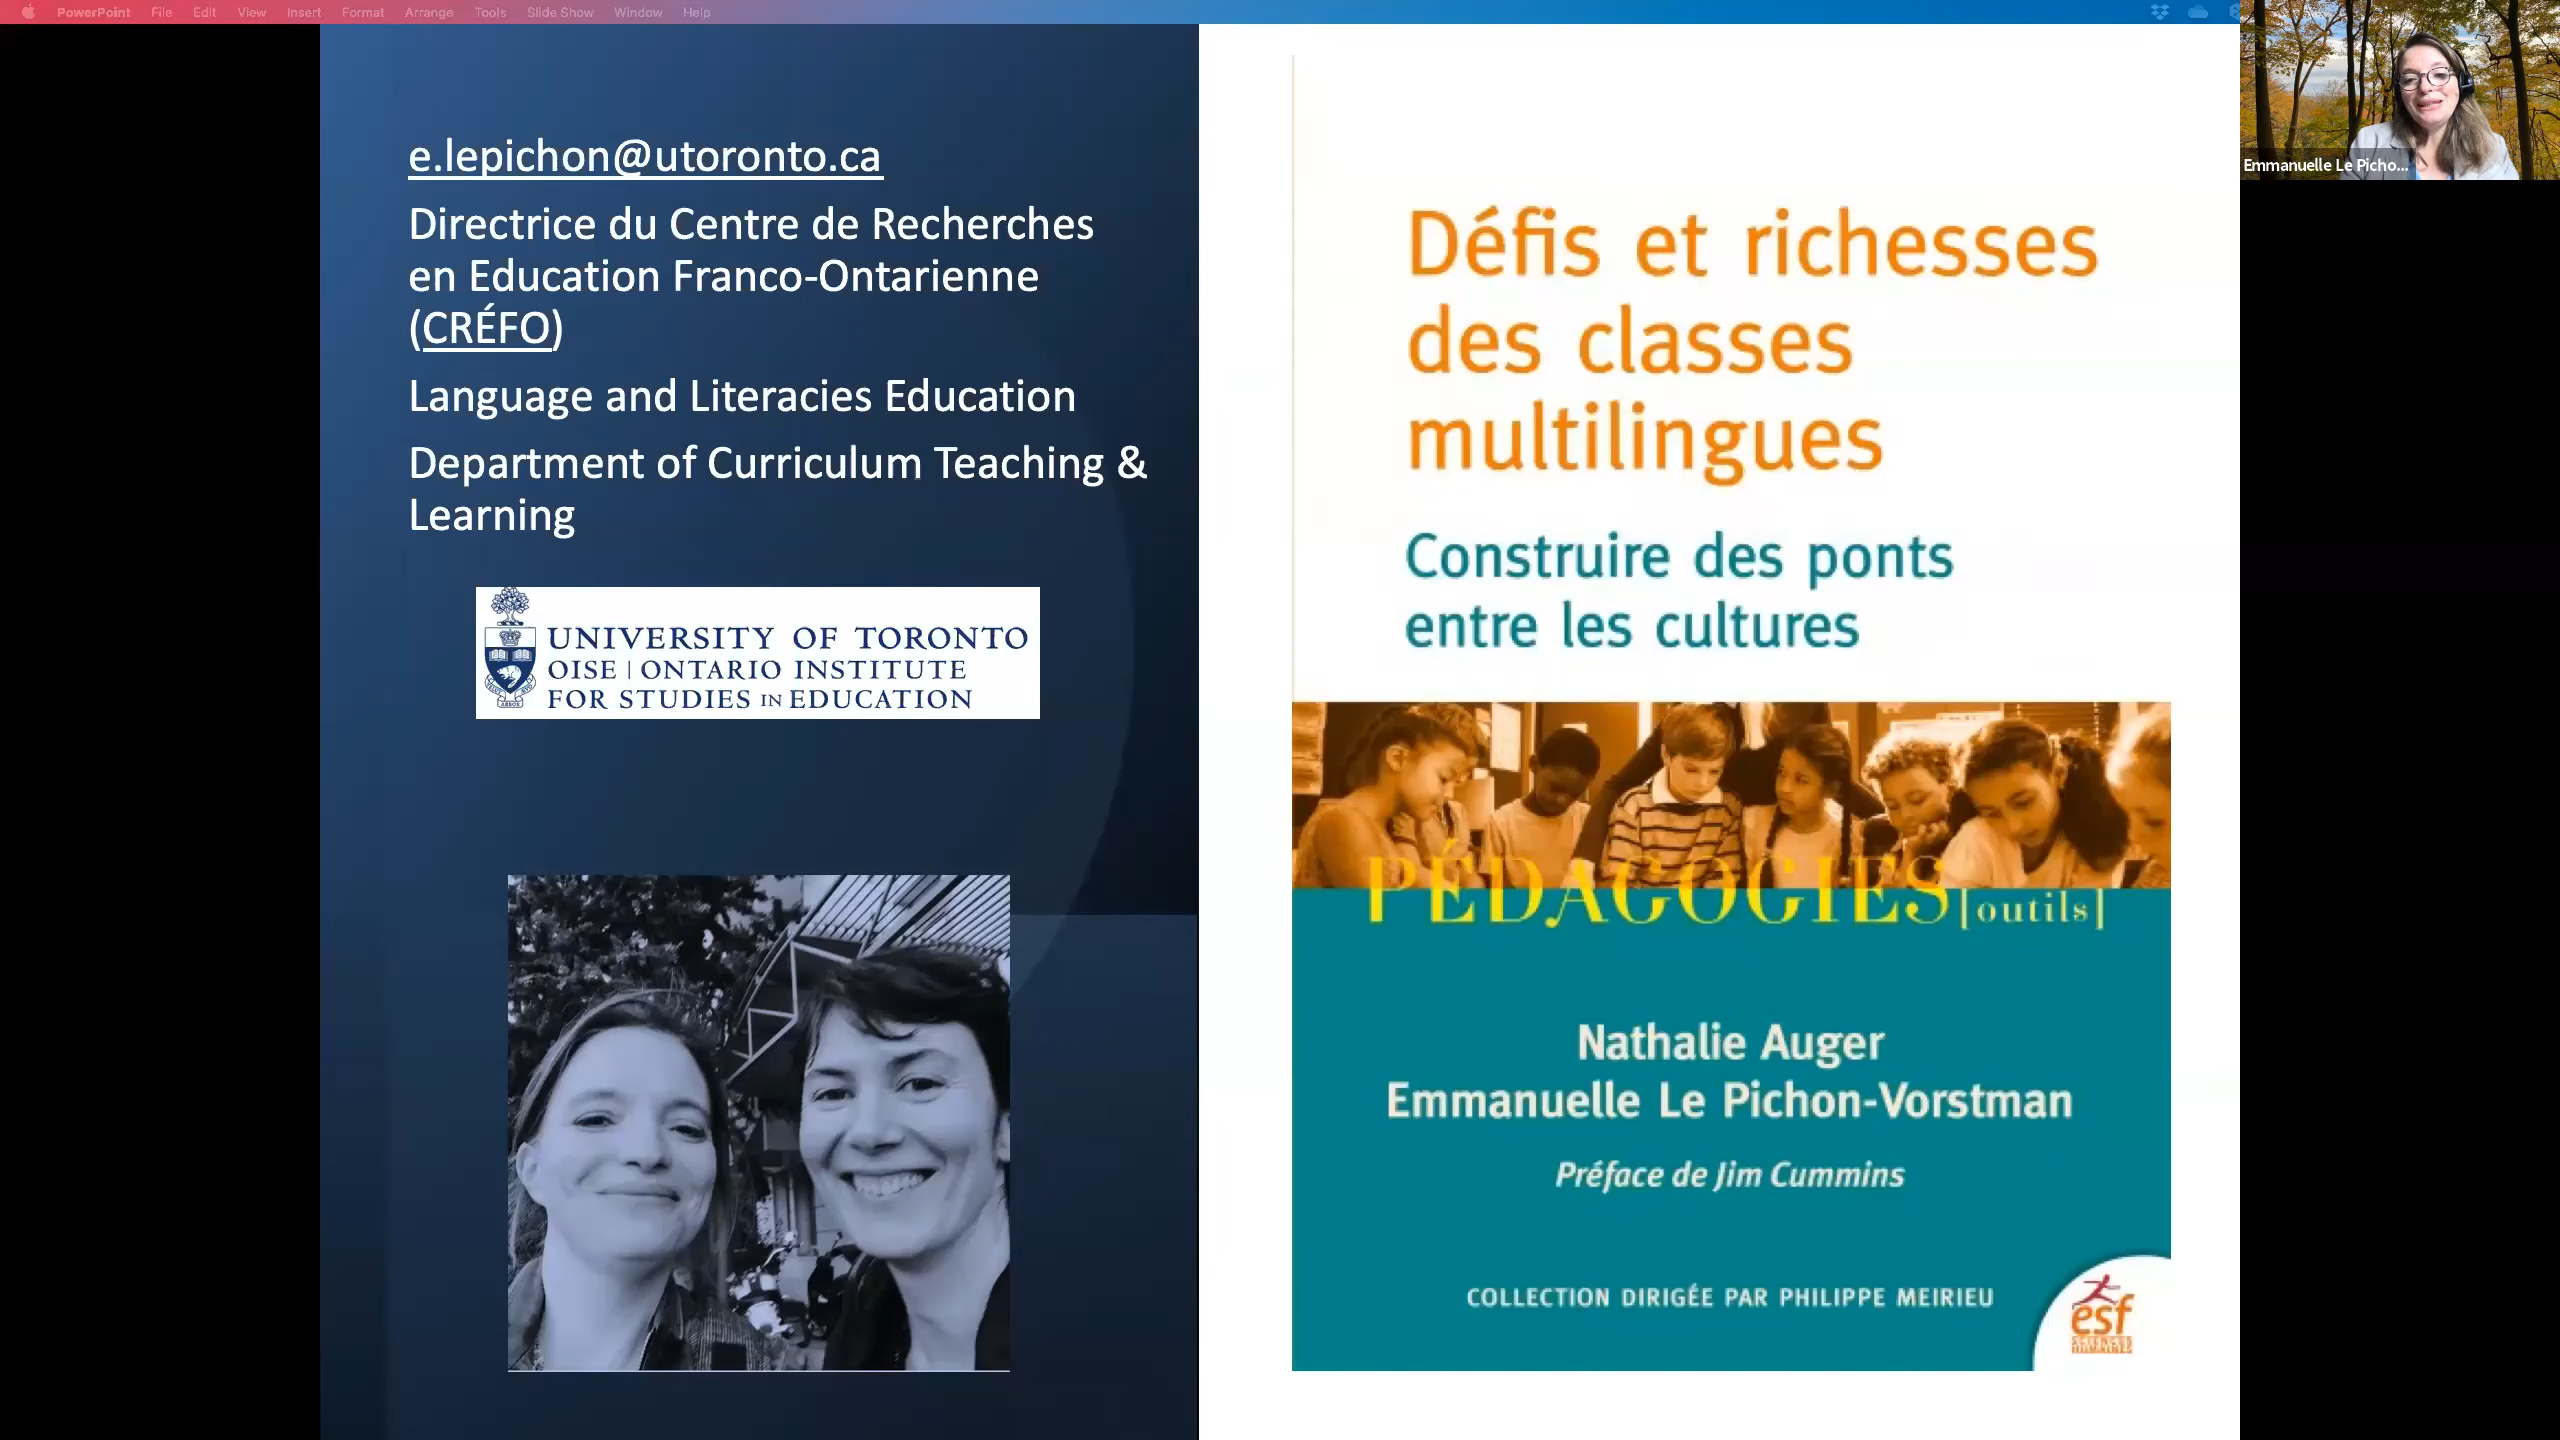 PowerPoint File Edit View Insert Format Arrange Tools Slide Show Window Help
e.lepichon@utoronto.ca
Directrice du Centre de Recherches
en Education Franco-Ontarienne
(CRÉFO)
Language and Literacies Education
Department of Curriculum Teaching &
Learning
UNIVERSITY OF TORONTO
OISE | ONTARIO INSTITUTE
FOR STUDIES IN EDUCATION
Défis et richesses
des classes
multilingues
Construire des ponts
entre les cultures
PÉDAGOGIES [outils]
Nathalie Auger
Emmanuelle Le Pichon-Vorstman
Préface de Jim Cummins
COLLECTION DIRIGÉE PAR PHILIPPE MEIRIEU
esf
Emmanuelle Le Picho...